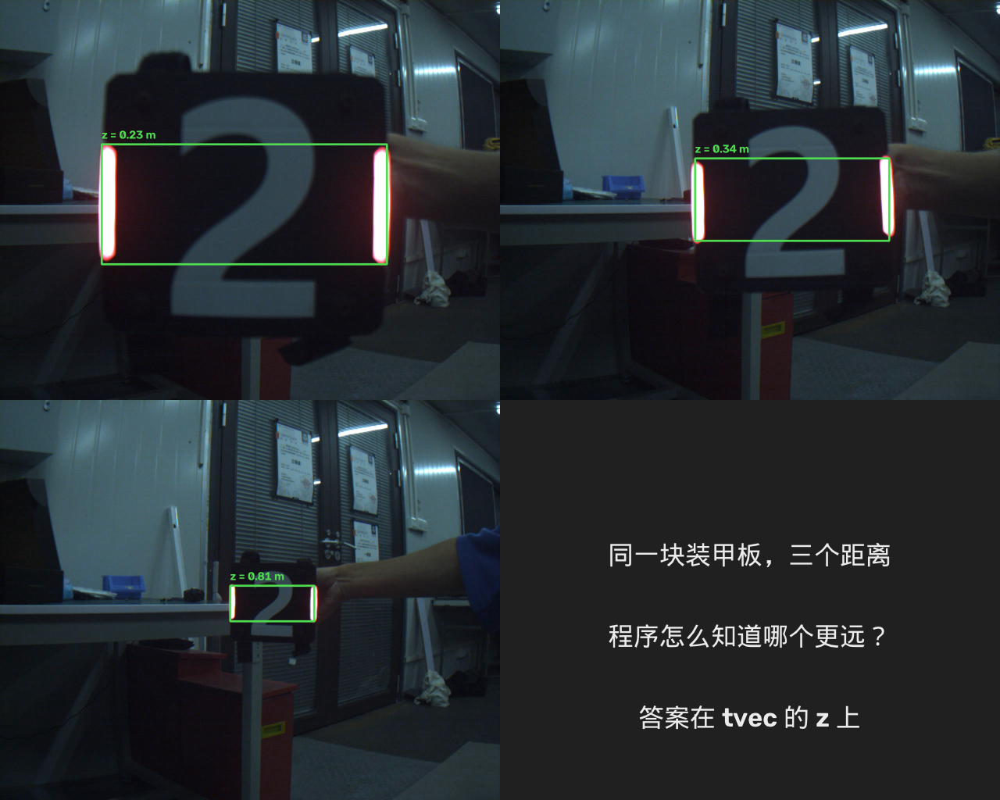 z = 0.23 m
2
z = 0.34 m
2
z = 0.81 m
2
同一块装甲板，三个距离
程序怎么知道哪个更远？
答案在 tvec 的 z 上